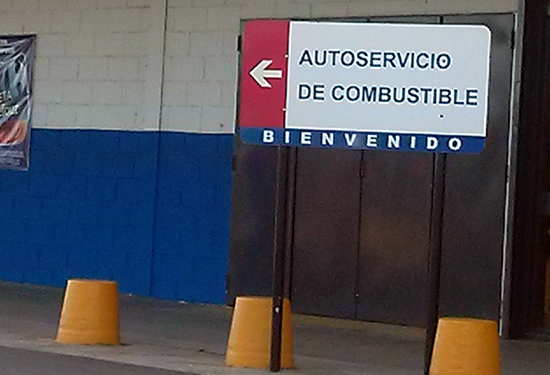 AUTOSERVICIO
DE COMBUSTIBLE
BIENVENIDO